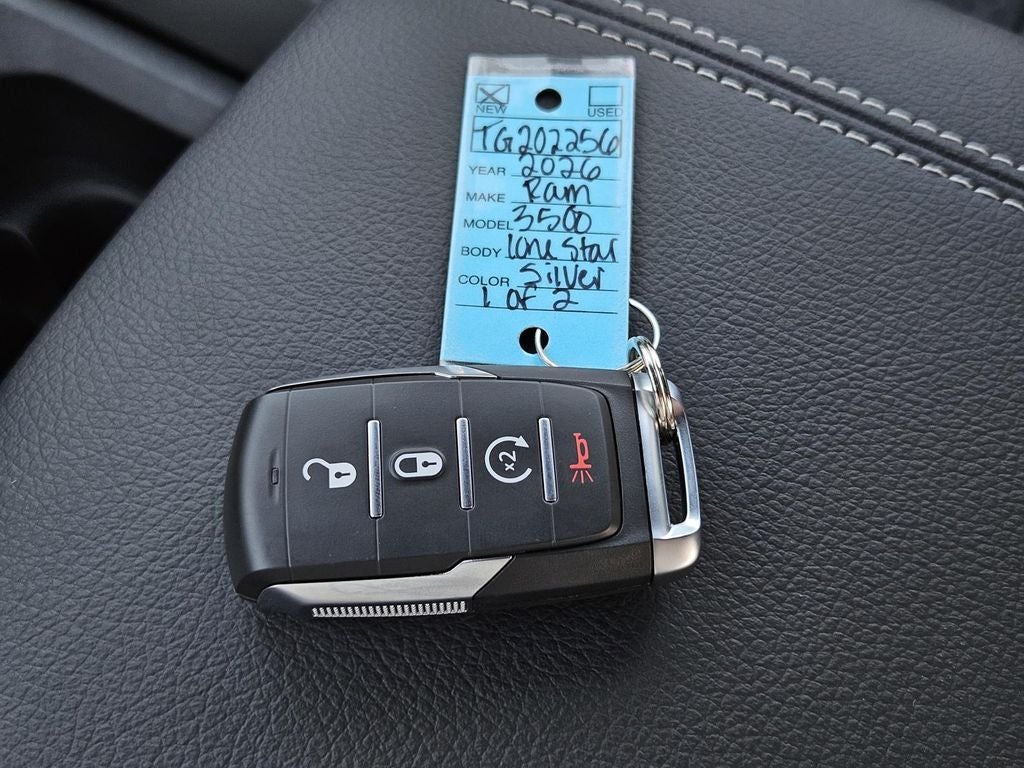 NEW USED
TG202256
YEAR 2026
MAKE Ram
MODEL 3500
BODY Lone Star
COLOR Silver
1 of 2
x2